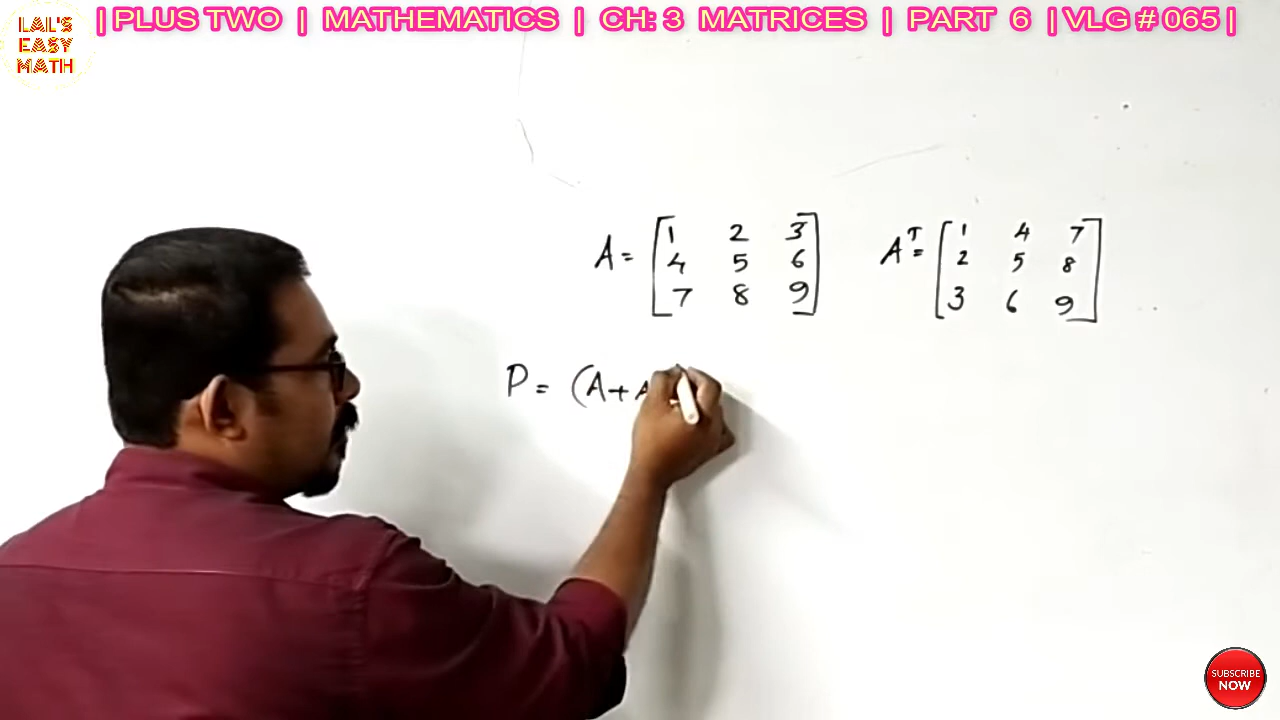 | PLUS TWO | MATHEMATICS | CH: 3 MATRICES | PART 6 | VLG # 065 |
LAL'S
EASY
MATH
A = [1 2 3
4 5 6
7 8 9]
Aᵀ = [1 4 7
2 5 8
3 6 9]
P = (A + A
SUBSCRIBE
NOW